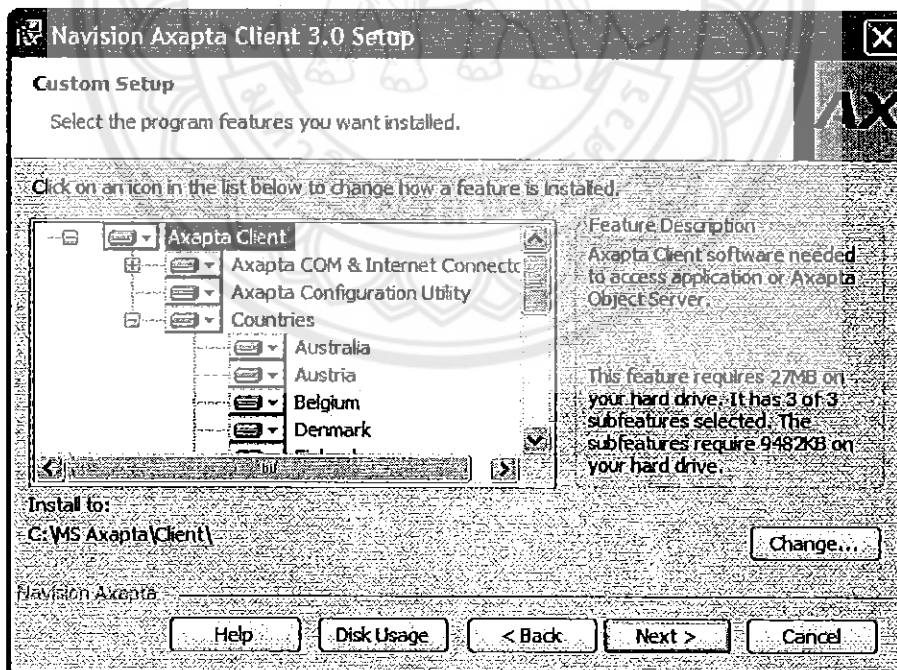 Navision Axapta Client 3.0 Setup
Custom Setup
Select the program features you want installed.
AX
Click on an icon in the list below to change how a feature is installed.
Axapta Client
Axapta COM & Internet Connectc
Axapta Configuration Utility
Countries
Australia
Austria
Belgium
Denmark
Feature Description
Axapta Client software needed
to access application or Axapta
Object Server.
This feature requires 27MB on
your hard drive. It has 3 of 3
subfeatures selected. The
subfeatures require 9482KB on
your hard drive.
Install to:
C:\MS Axapta\Client\
Change...
Navision Axapta
Help
Disk Usage
< Back
Next >
Cancel